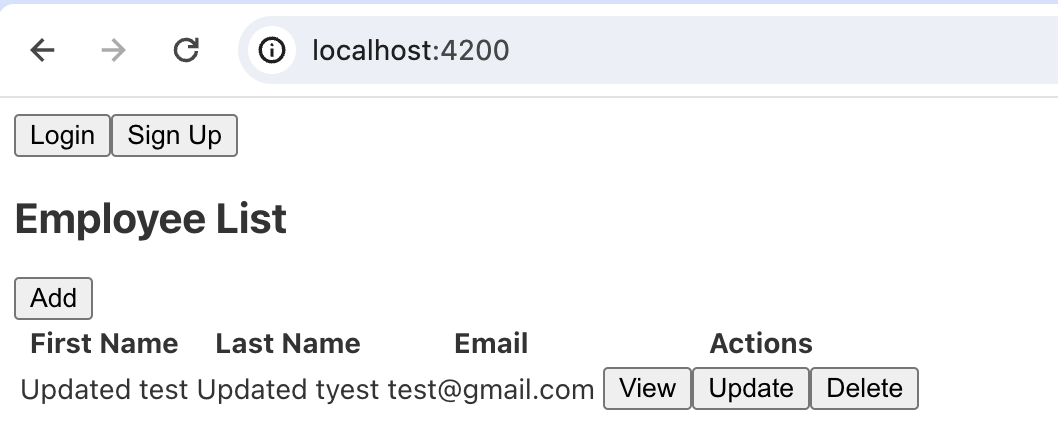 localhost:4200
Login Sign Up
Employee List
Add
First Name Last Name Email Actions
Updated test Updated tyest test@gmail.com View Update Delete